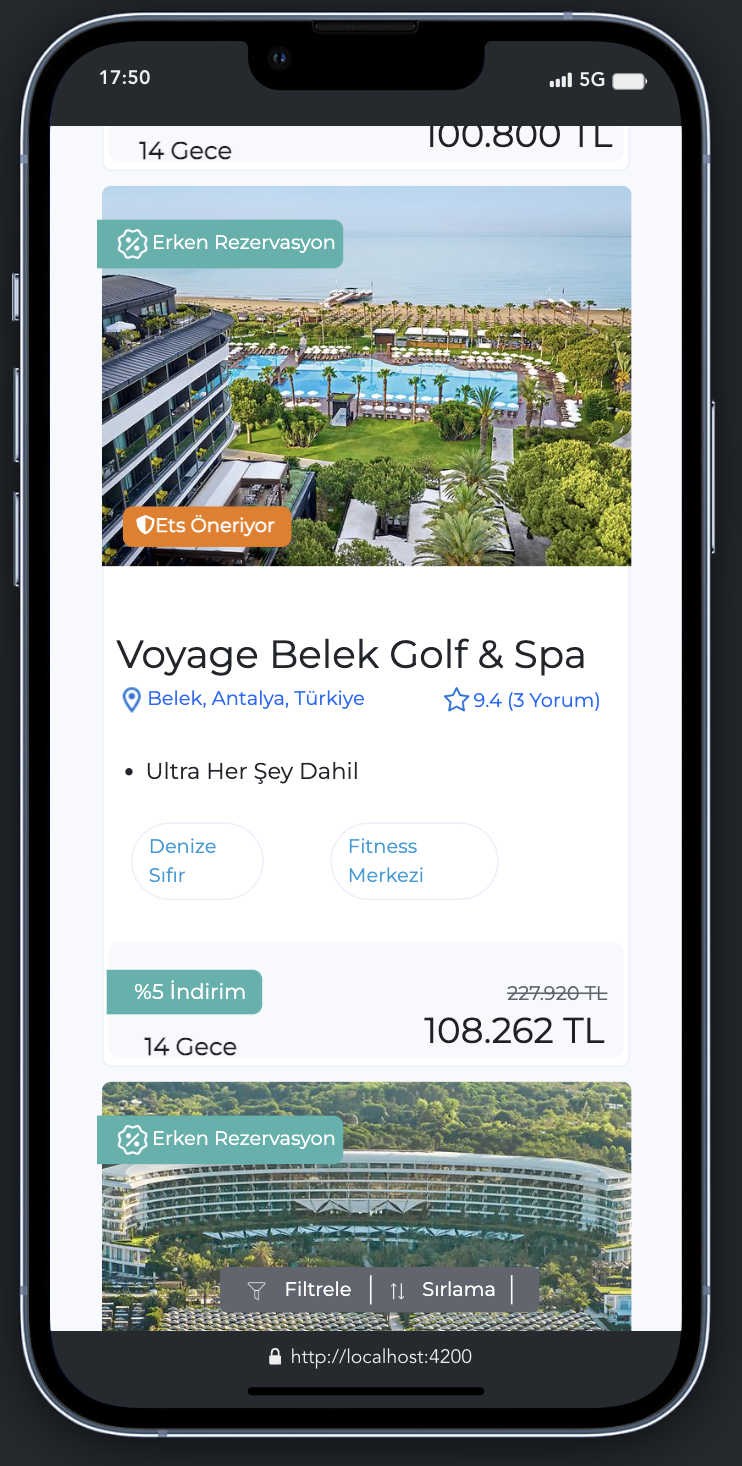 17:50
5G
100.800 TL
14 Gece
Erken Rezervasyon
Ets Öneriyor
Voyage Belek Golf & Spa
Belek, Antalya, Türkiye
9.4 (3 Yorum)
• Ultra Her Şey Dahil
Denize
Sıfır
Fitness
Merkezi
%5 İndirim
227.920 TL
108.262 TL
14 Gece
Erken Rezervasyon
Filtrele | Sırlama |
http://localhost:4200